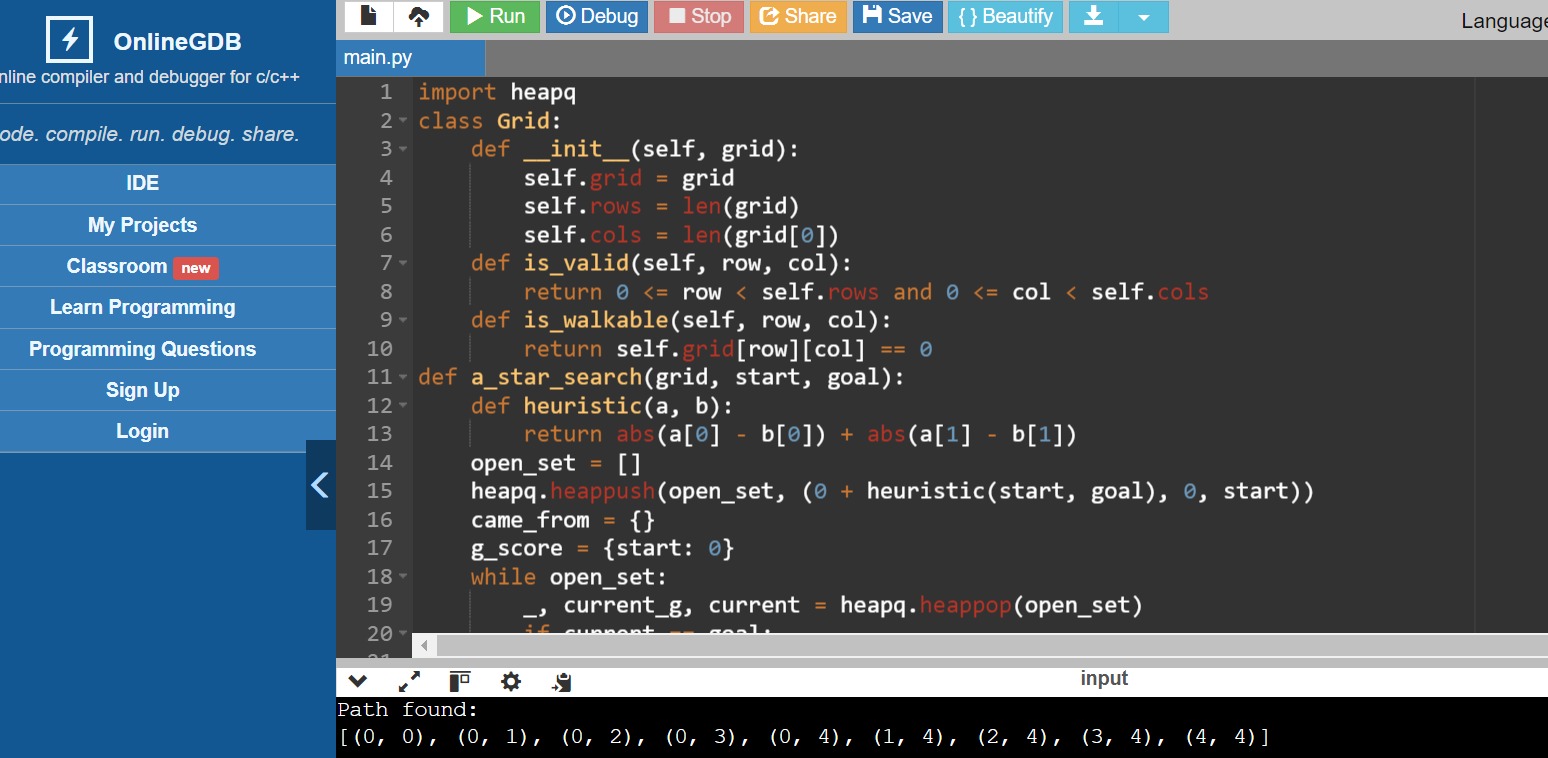 OnlineGDB
nline compiler and debugger for c/c++
ode. compile. run. debug. share.
IDE
My Projects
Classroom new
Learn Programming
Programming Questions
Sign Up
Login
Run Debug Stop Share Save {} Beautify
Language
main.py
1 import heapq
2 class Grid:
3 def __init__(self, grid):
4 self.grid = grid
5 self.rows = len(grid)
6 self.cols = len(grid[0])
7 def is_valid(self, row, col):
8 return 0 <= row < self.rows and 0 <= col < self.cols
9 def is_walkable(self, row, col):
10 return self.grid[row][col] == 0
11 def a_star_search(grid, start, goal):
12 def heuristic(a, b):
13 return abs(a[0] - b[0]) + abs(a[1] - b[1])
14 open_set = []
15 heapq.heappush(open_set, (0 + heuristic(start, goal), 0, start))
16 came_from = {}
17 g_score = {start: 0}
18 while open_set:
19 _, current_g, current = heapq.heappop(open_set)
20 if current == goal:
21
input
Path found:
[(0, 0), (0, 1), (0, 2), (0, 3), (0, 4), (1, 4), (2, 4), (3, 4), (4, 4)]